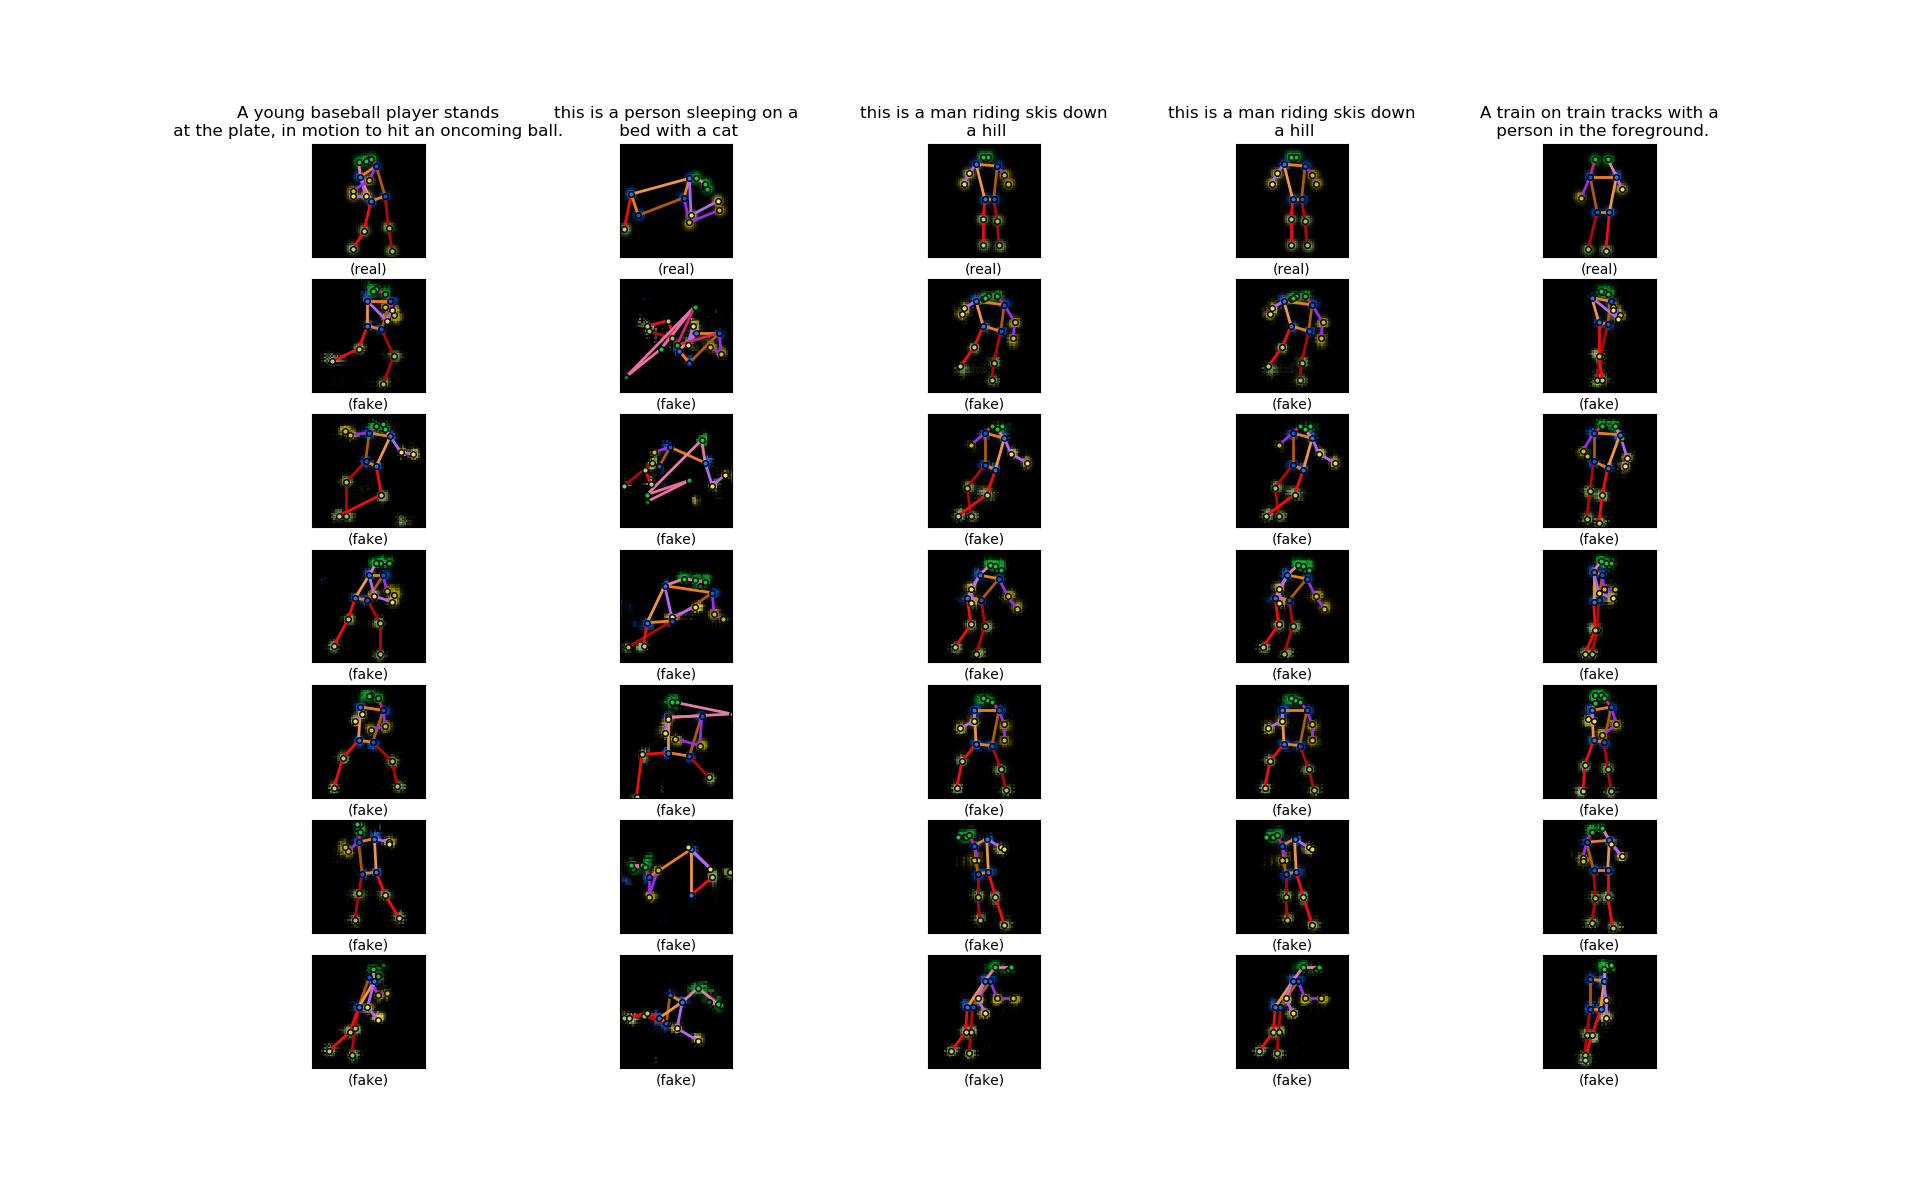 A young baseball player stands
at the plate, in motion to hit an oncoming ball.
this is a person sleeping on a
bed with a cat
this is a man riding skis down
a hill
this is a man riding skis down
a hill
A train on train tracks with a
person in the foreground.
(real) (real) (real) (real) (real)
(fake) (fake) (fake) (fake) (fake)
(fake) (fake) (fake) (fake) (fake)
(fake) (fake) (fake) (fake) (fake)
(fake) (fake) (fake) (fake) (fake)
(fake) (fake) (fake) (fake) (fake)
(fake) (fake) (fake) (fake) (fake)